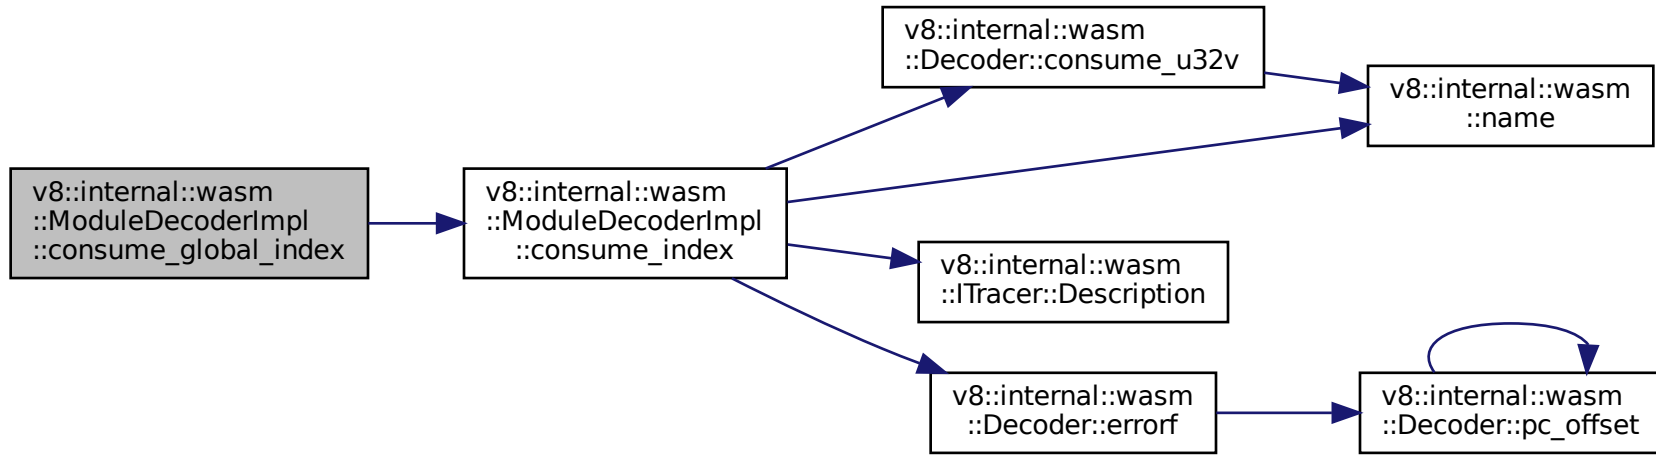 v8::internal::wasm
::ModuleDecoderImpl
::consume_global_index
v8::internal::wasm
::ModuleDecoderImpl
::consume_index
v8::internal::wasm
::Decoder::consume_u32v
v8::internal::wasm
::name
v8::internal::wasm
::ITracer::Description
v8::internal::wasm
::Decoder::errorf
v8::internal::wasm
::Decoder::pc_offset